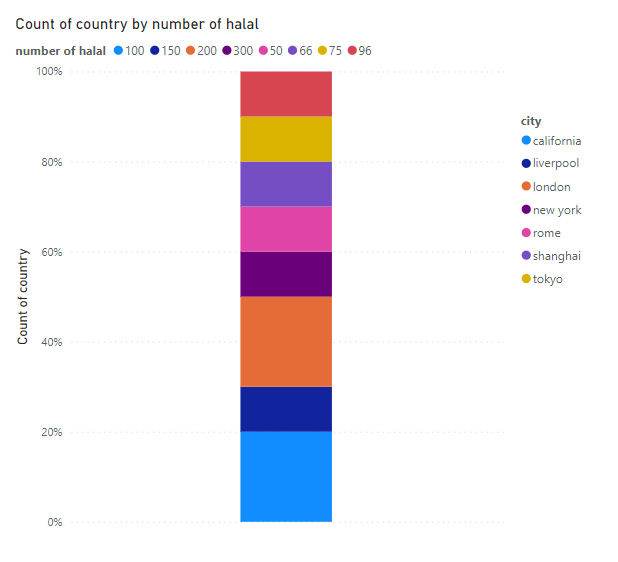 Count of country by number of halal
number of halal 100 150 200 300 50 66 75 96
100%
80%
60%
40%
20%
0%
Count of country
city
california
liverpool
london
new york
rome
shanghai
tokyo